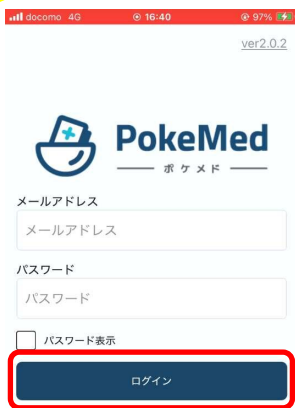 docomo 4G 16:40 97%
ver2.0.2
PokeMed
ポケメド
メールアドレス
メールアドレス
パスワード
パスワード
パスワード表示
ログイン